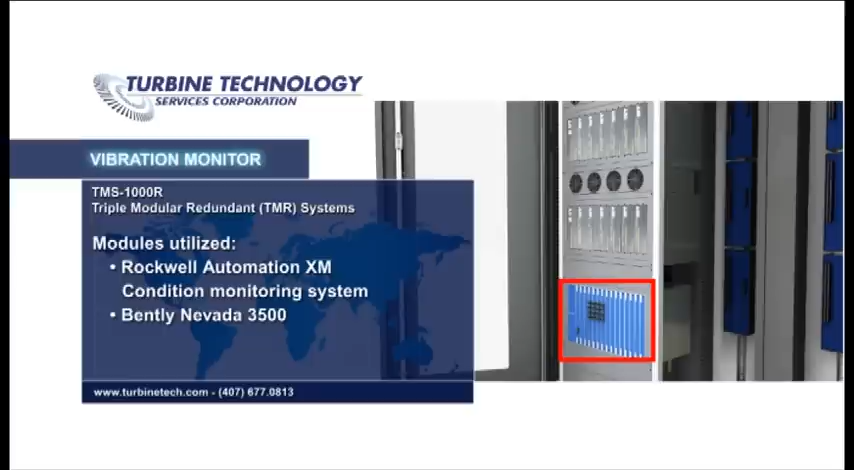 TURBINE TECHNOLOGY
SERVICES CORPORATION
VIBRATION MONITOR
TMS-1000R
Triple Modular Redundant (TMR) Systems
Modules utilized:
• Rockwell Automation XM
Condition monitoring system
• Bently Nevada 3500
www.turbinetech.com - (407) 677.0813